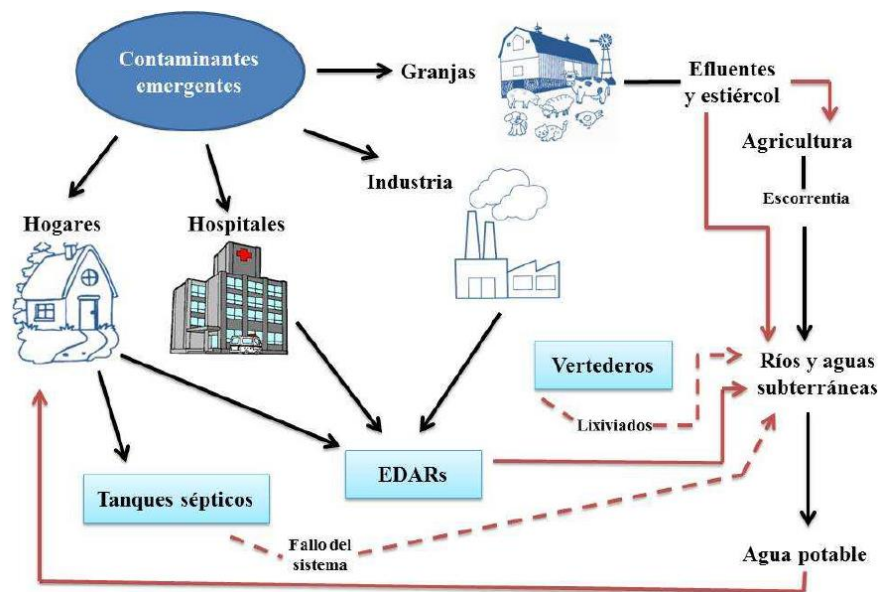 Contaminantes
emergentes
Granjas
Efluentes
y estiércol
Agricultura
Industria
Escorrentia
Hogares
Hospitales
Vertederos
Ríos y aguas
subterráneas
Lixiviados
EDARs
Tanques sépticos
Fallo del
sistema
Agua potable